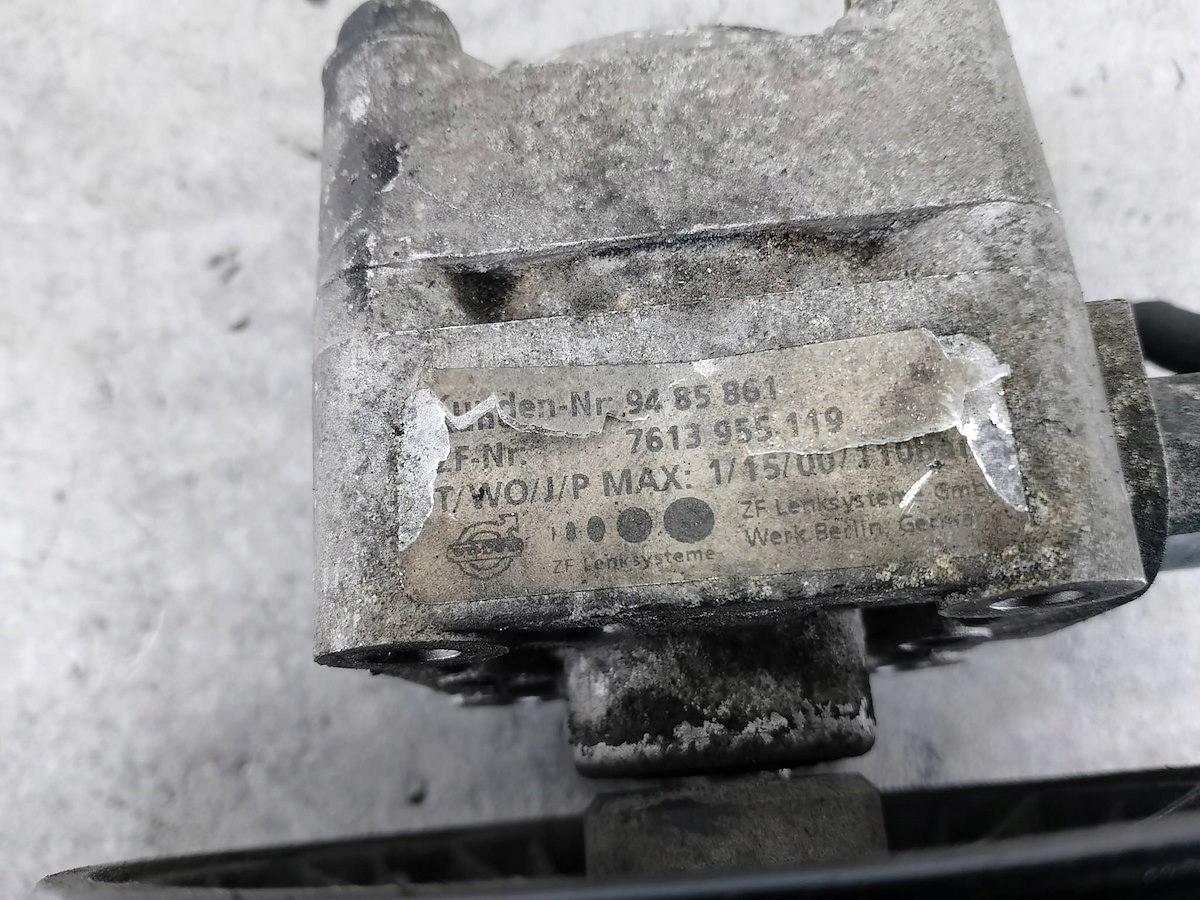 Kunden-Nr. 94 85 861
ZF-Nr. 7613 955 119
T/WO/J/P MAX: 1/15/00/
ZF Lenksysteme
ZF Lenksysteme
Werk Berlin,